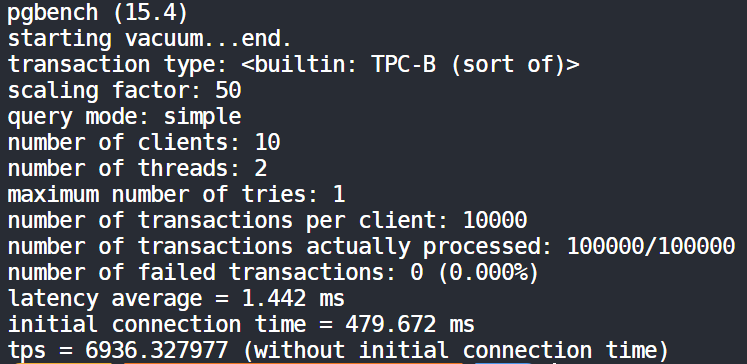 pgbench (15.4)
starting vacuum...end.
transaction type: <builtin: TPC-B (sort of)>
scaling factor: 50
query mode: simple
number of clients: 10
number of threads: 2
maximum number of tries: 1
number of transactions per client: 10000
number of transactions actually processed: 100000/100000
number of failed transactions: 0 (0.000%)
latency average = 1.442 ms
initial connection time = 479.672 ms
tps = 6936.327977 (without initial connection time)